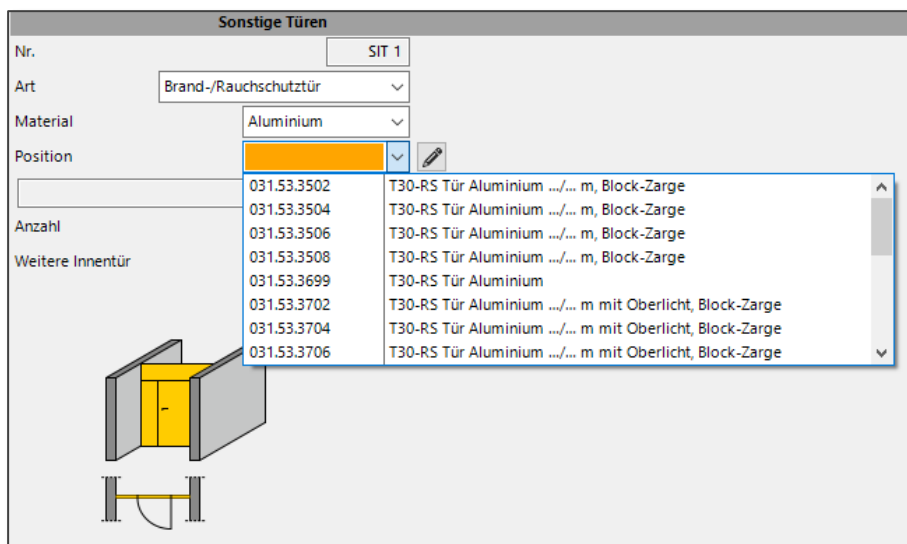 Sonstige Türen
Nr. SIT 1
Art Brand-/Rauchschutztür
Material Aluminium
Position
031.53.3502 T30-RS Tür Aluminium .../... m, Block-Zarge
031.53.3504 T30-RS Tür Aluminium .../... m, Block-Zarge
Anzahl 031.53.3506 T30-RS Tür Aluminium .../... m, Block-Zarge
Weitere Innentür 031.53.3508 T30-RS Tür Aluminium .../... m, Block-Zarge
031.53.3699 T30-RS Tür Aluminium
031.53.3702 T30-RS Tür Aluminium .../... m mit Oberlicht, Block-Zarge
031.53.3704 T30-RS Tür Aluminium .../... m mit Oberlicht, Block-Zarge
031.53.3706 T30-RS Tür Aluminium .../... m mit Oberlicht, Block-Zarge